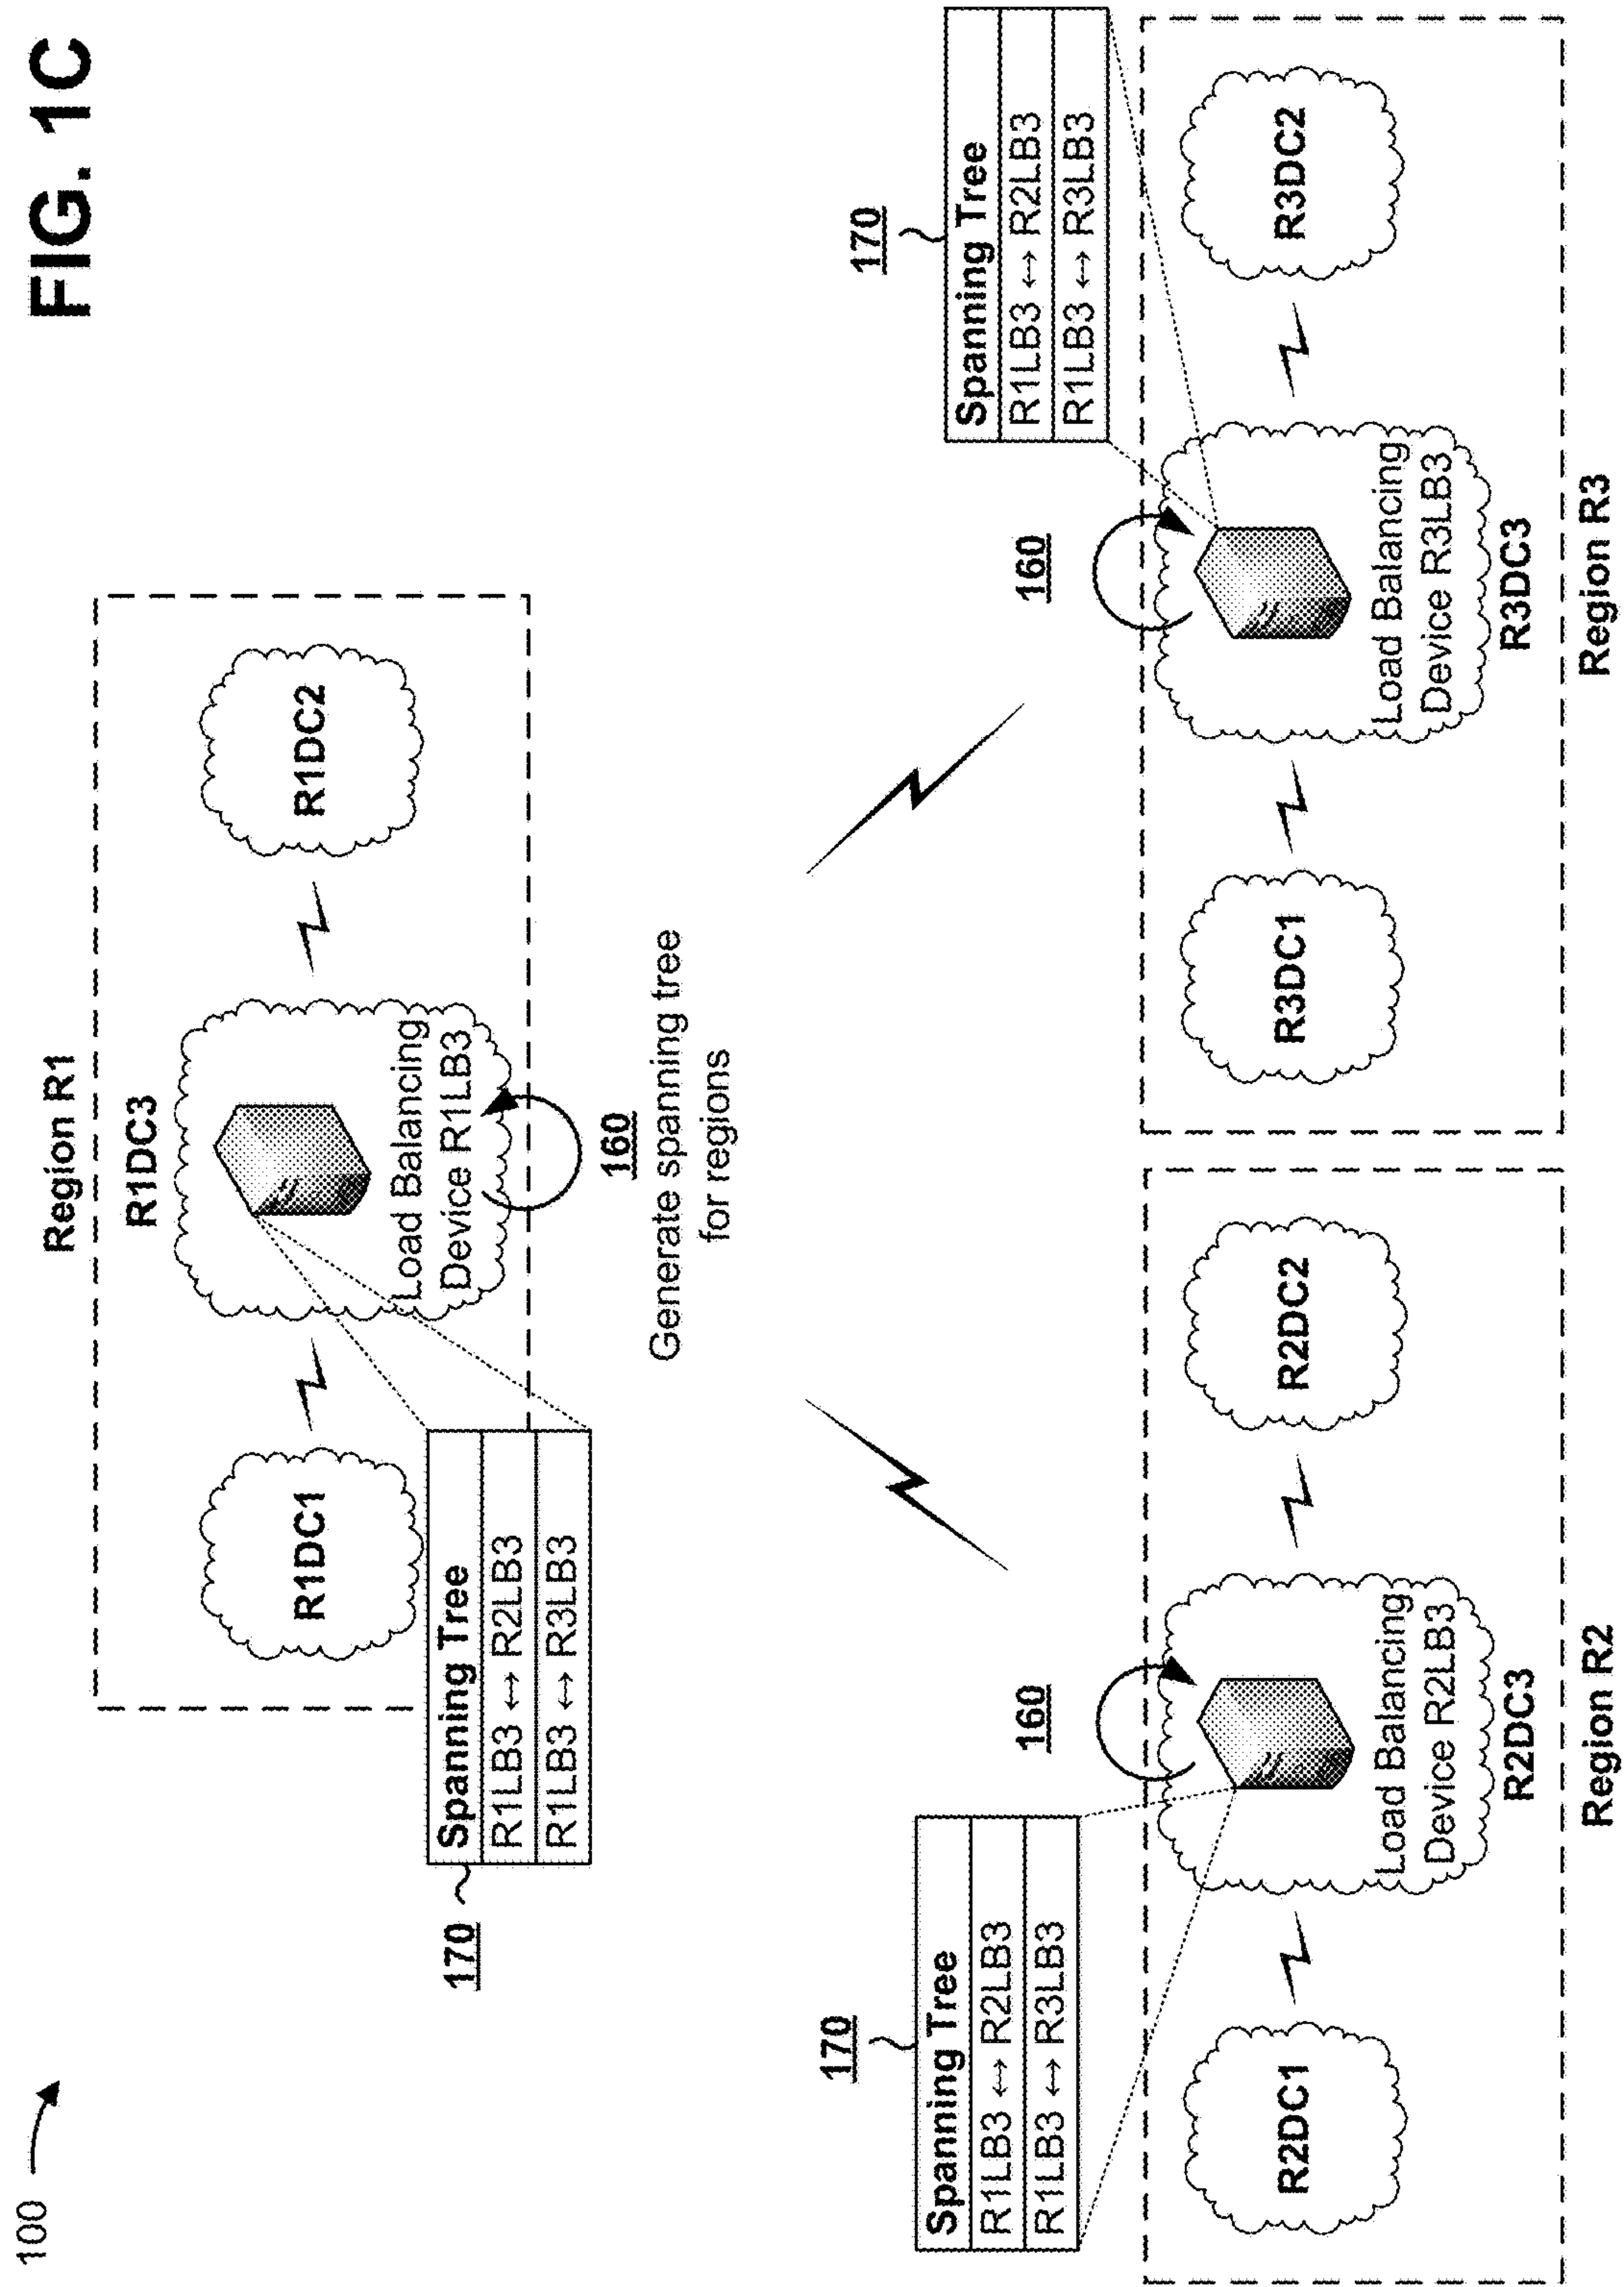 100
FIG. 1C
Region R1
R1DC3
R1DC1
Load Balancing
Device R1LB3
R1DC2
170
Spanning Tree
R1LB3 ↔ R2LB3
R1LB3 ↔ R3LB3
160
Generate spanning tree
for regions
170
Spanning Tree
R1LB3 ↔ R2LB3
R1LB3 ↔ R3LB3
160
R2DC1
Load Balancing
Device R2LB3
R2DC3
R2DC2
Region R2
170
Spanning Tree
R1LB3 ↔ R2LB3
R1LB3 ↔ R3LB3
160
R3DC1
Load Balancing
Device R3LB3
R3DC3
R3DC2
Region R3